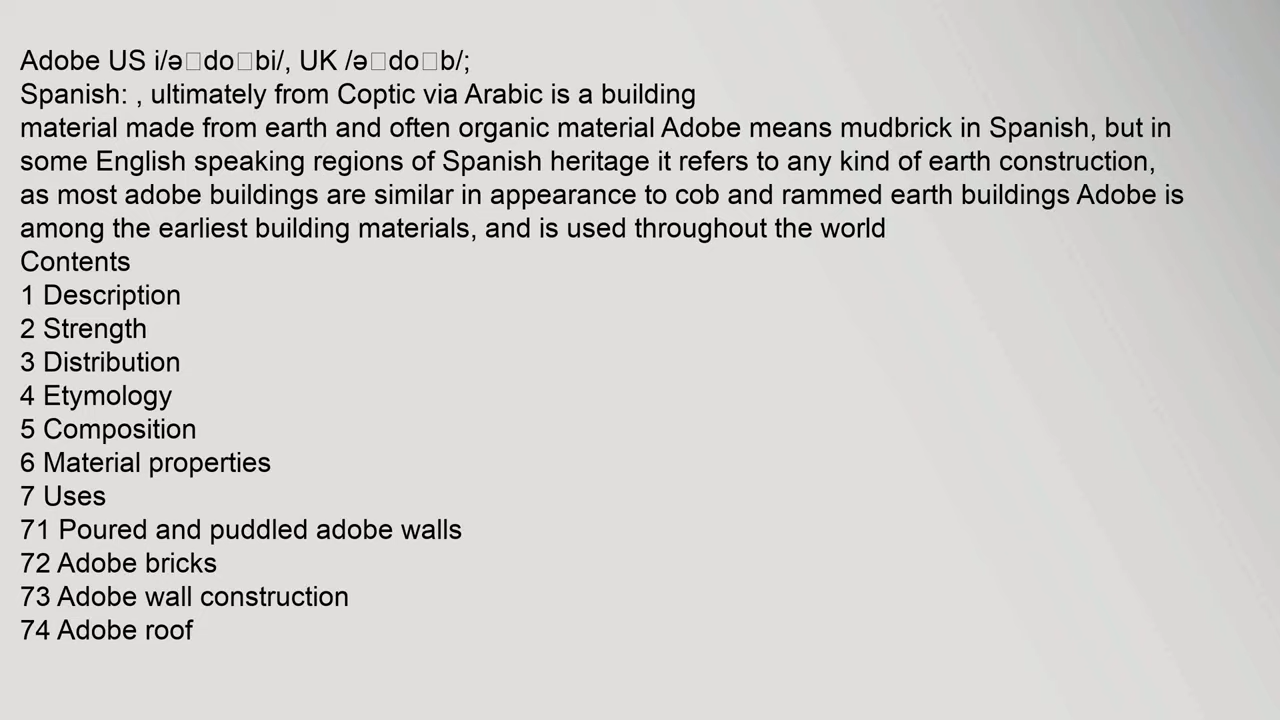 Adobe US i/ə□do□bi/, UK /ə□do□b/;
Spanish: , ultimately from Coptic via Arabic is a building
material made from earth and often organic material Adobe means mudbrick in Spanish, but in
some English speaking regions of Spanish heritage it refers to any kind of earth construction,
as most adobe buildings are similar in appearance to cob and rammed earth buildings Adobe is
among the earliest building materials, and is used throughout the world
Contents
1 Description
2 Strength
3 Distribution
4 Etymology
5 Composition
6 Material properties
7 Uses
71 Poured and puddled adobe walls
72 Adobe bricks
73 Adobe wall construction
74 Adobe roof